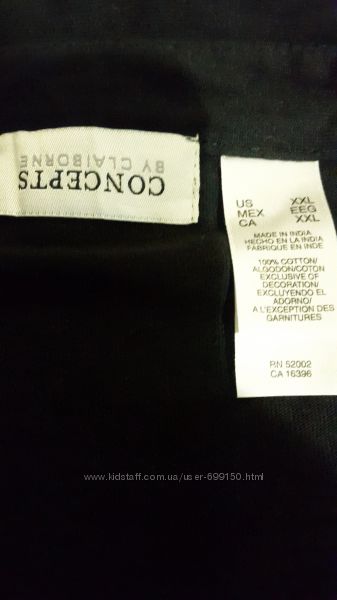 CONCEPTS
BY CLAIBORNE
US XXL
MEX EEG
CA XXL
MADE IN INDIA
HECHO EN LA INDIA
FABRIQUE EN INDE
100% COTTON/
ALGODON/COTON
EXCLUSIVE OF
DECORATION/
EXCLUYENDO EL
ADORNO/
A L'EXCEPTION DES
GARNITURES
RN 52002
CA 16396
www.kidstaff.com.ua/user-699150.html